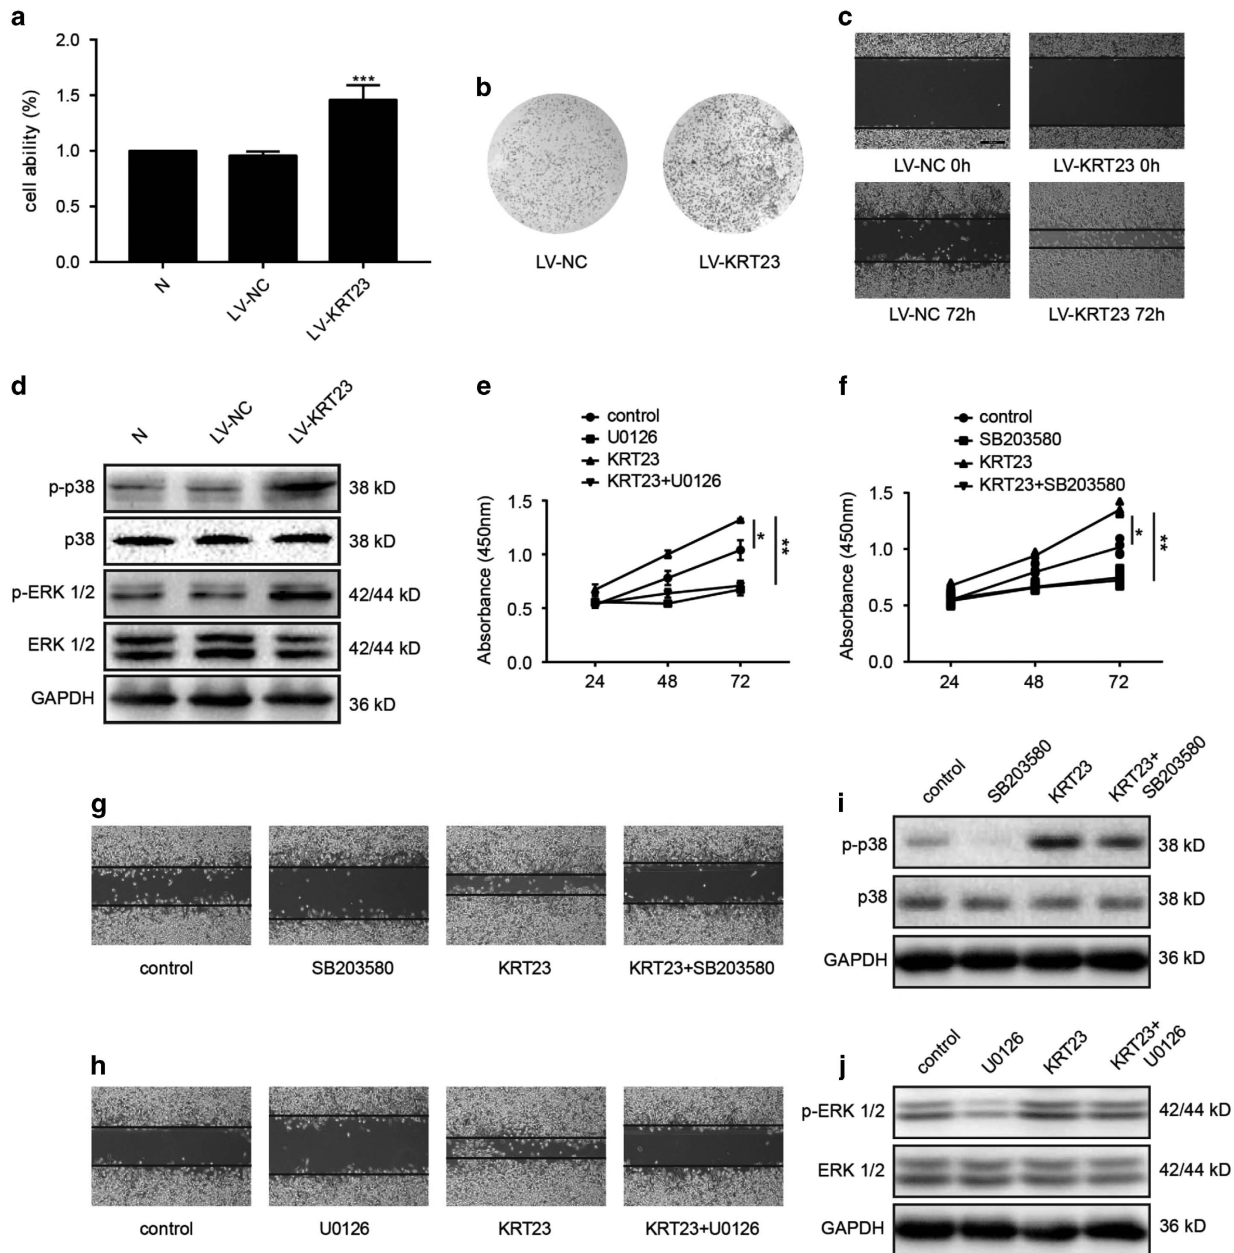 a
2.0
1.5
1.0
0.5
0.0
cell ability (%)
***
N
LV-NC
LV-KRT23
b
LV-NC
LV-KRT23
c
LV-NC 0h
LV-KRT23 0h
LV-NC 72h
LV-KRT23 72h
d
N
LV-NC
LV-KRT23
p-p38
38 kD
p38
38 kD
p-ERK 1/2
42/44 kD
ERK 1/2
42/44 kD
GAPDH
36 kD
e
control
U0126
KRT23
KRT23+U0126
Absorbance (450nm)
1.5
1.0
0.5
0.0
24
48
72
*
**
f
control
SB203580
KRT23
KRT23+SB203580
Absorbance (450nm)
1.5
1.0
0.5
0.0
24
48
72
*
**
g
control
SB203580
KRT23
KRT23+SB203580
h
control
U0126
KRT23
KRT23+U0126
i
control
SB203580
KRT23
KRT23+
SB203580
p-p38
38 kD
p38
38 kD
GAPDH
36 kD
j
control
U0126
KRT23
KRT23+
U0126
p-ERK 1/2
42/44 kD
ERK 1/2
42/44 kD
GAPDH
36 kD